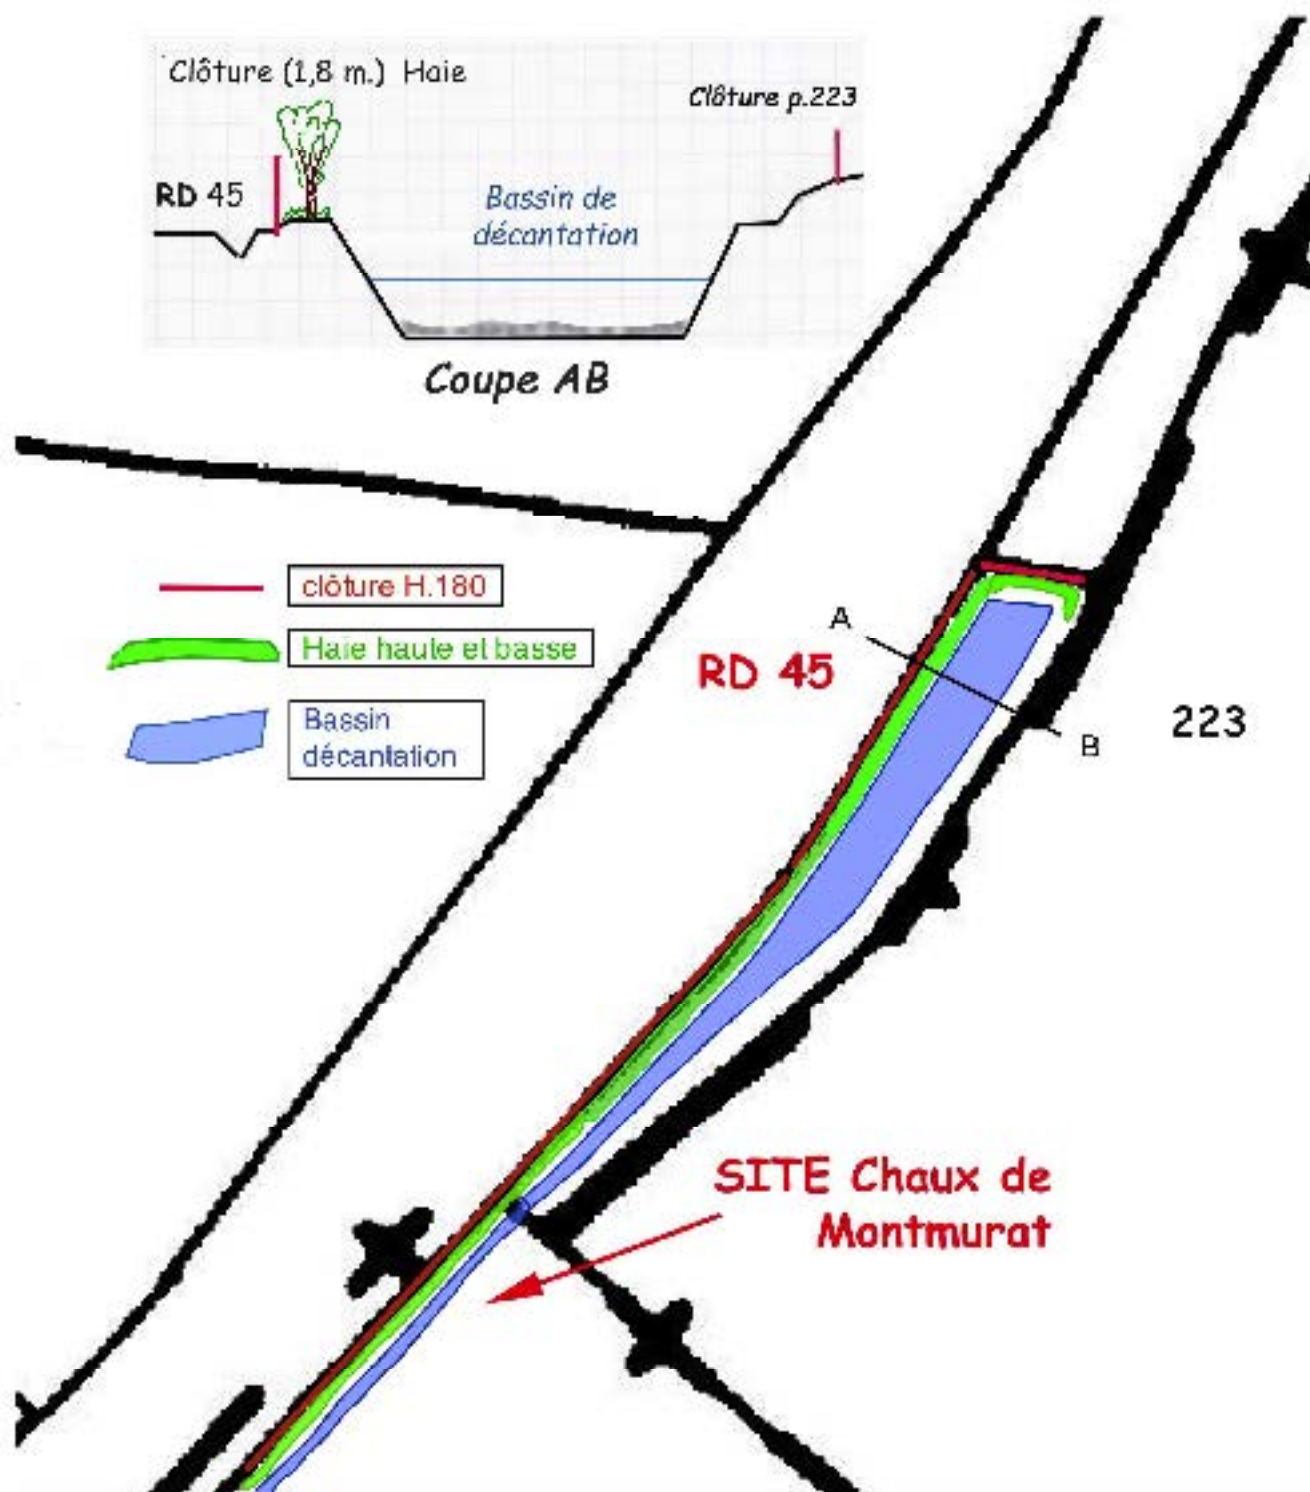 Clôture (1,8 m.) Haie
Clôture p.223
RD 45
Bassin de
décantation
Coupe AB
clôture H.180
Haie haute et basse
Bassin
décantation
A
RD 45
223
B
SITE Chaux de
Montmurat